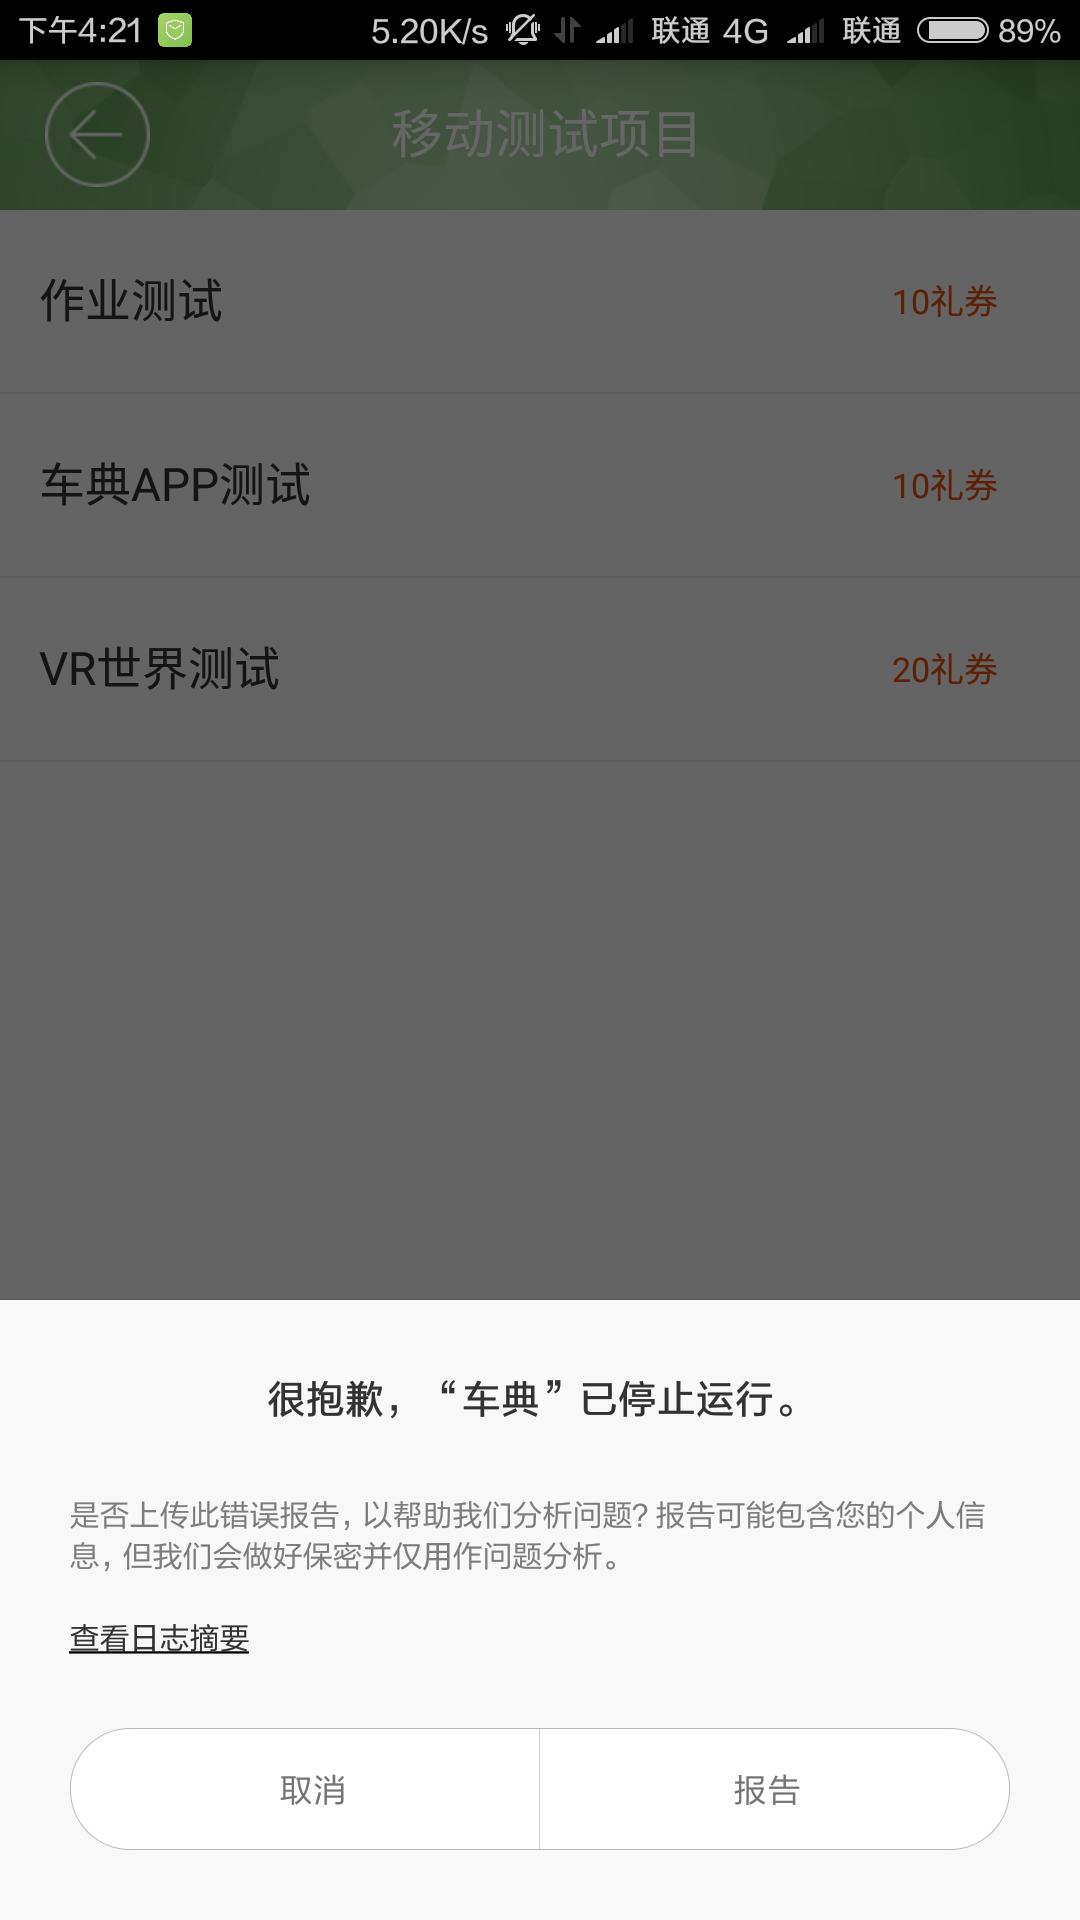 下午4:21 5.20K/s 联通 4G 联通 89%
移动测试项目
作业测试 10礼券
车典APP测试 10礼券
VR世界测试 20礼券
很抱歉，“车典”已停止运行。
是否上传此错误报告，以帮助我们分析问题？报告可能包含您的个人信
息，但我们会做好保密并仅用作问题分析。
查看日志摘要
取消 报告